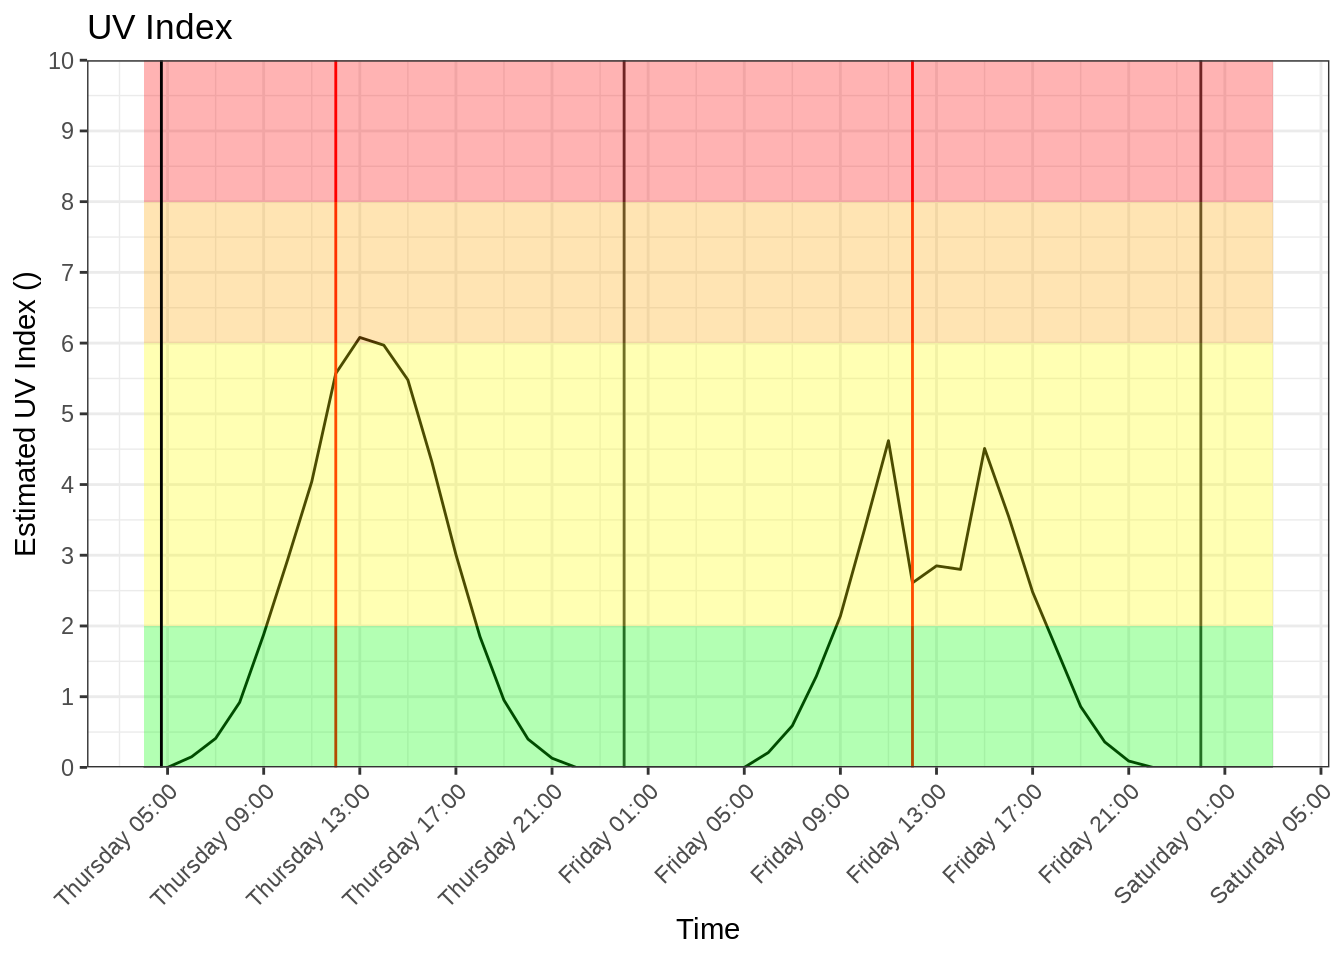 UV Index
Estimated UV Index ()
10
9
8
7
6
5
4
3
2
1
0
Thursday 05:00
Thursday 09:00
Thursday 13:00
Thursday 17:00
Thursday 21:00
Friday 01:00
Friday 05:00
Friday 09:00
Friday 13:00
Friday 17:00
Friday 21:00
Saturday 01:00
Saturday 05:00
Time